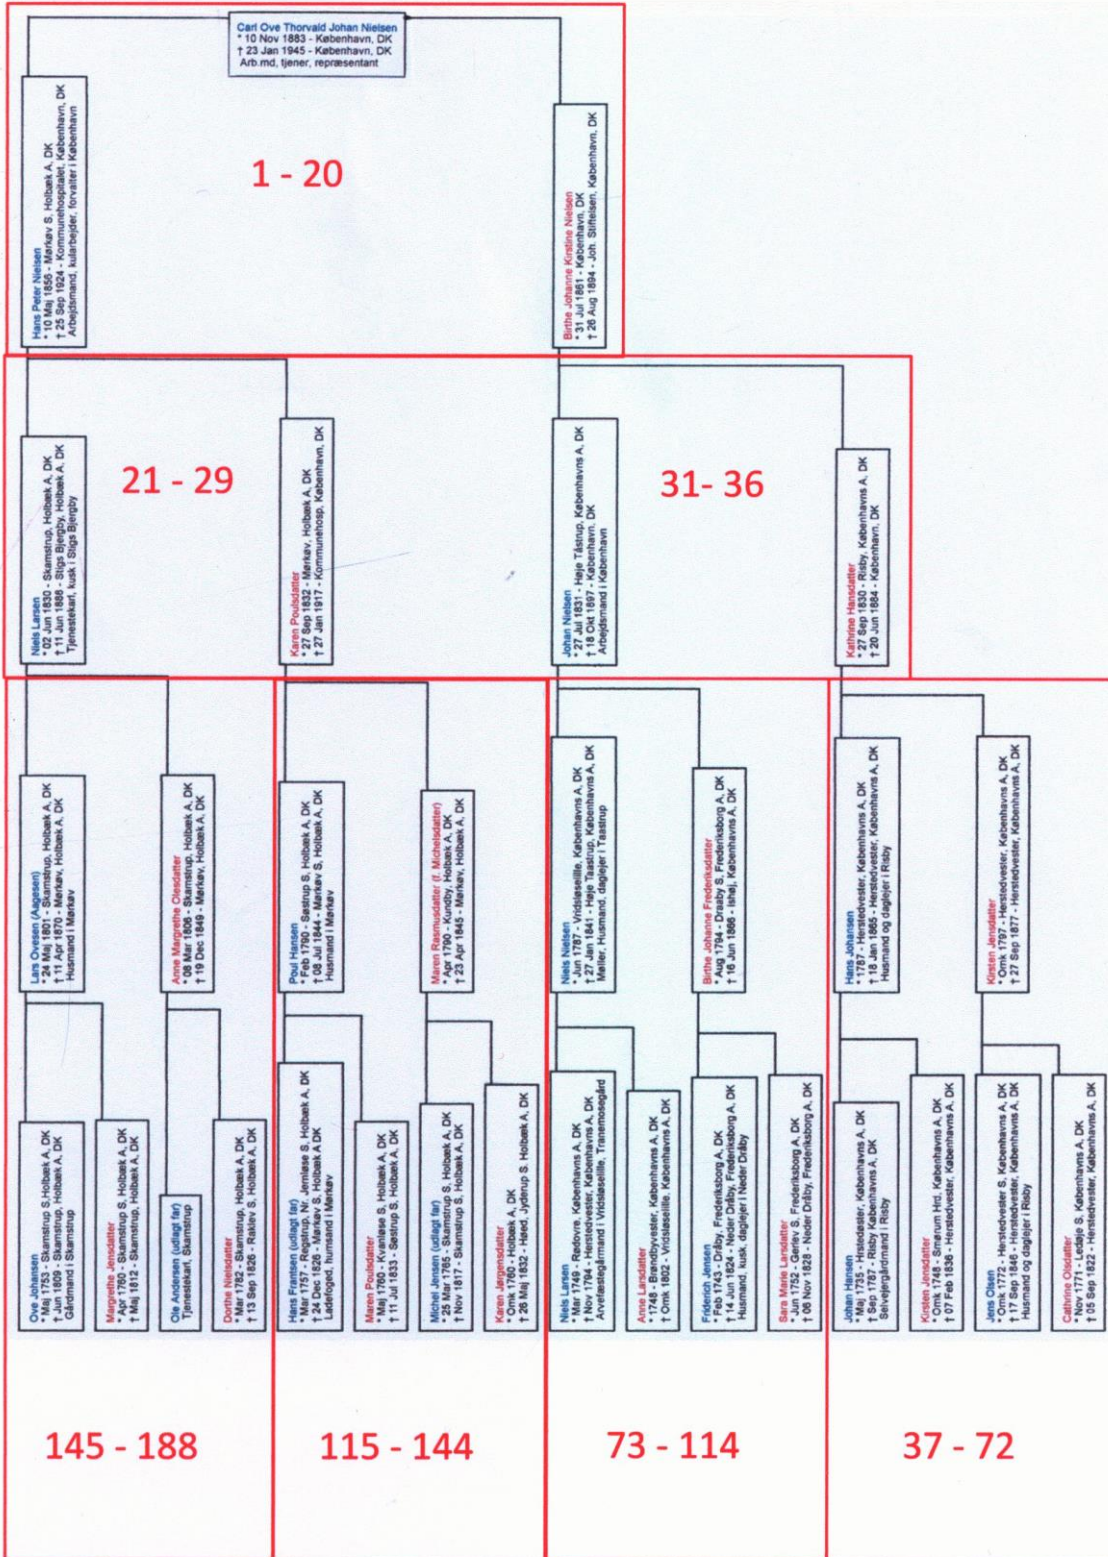 Carl Ove Thorvald Johan Nielsen
* 10 Nov 1883 - København, DK
† 23 Jan 1945 - København, DK
Arb.md, tjener, repræsentant
1 - 20
Hans Peter Nielsen
* 10 Maj 1856 - Mørkøv S, Holbæk A, DK
† 25 Sep 1924 - Kommunehospitalet, København, DK
Arbejdsmand, kularbejder, forvalter i København
Birthe Johanne Kirstine Nielsen
* 31 Jul 1861 - København, DK
† 26 Aug 1894 - Joh. Stiftelsen, København, DK
21 - 29
31- 36
Niels Larsen
* 02 Jun 1830 - Skamstrup, Holbæk A, DK
† 11 Jun 1886 - Stigs Bjergby, Holbæk A, DK
Tjenestekarl, kusk i Stigs Bjergby
Karen Poulsdatter
* 27 Sep 1832 - Mørkøv, Holbæk A, DK
† 27 Jan 1917 - Kommunehosp, København, DK
Johan Nielsen
* 27 Jul 1831 - Høje Tåstrup, Københavns A, DK
† 18 Okt 1897 - København, DK
Arbejdsmand i København
Kathrine Hansdatter
* 27 Sep 1830 - Risby, Københavns A, DK
† 20 Jun 1884 - København, DK
Lars Ovesen (Aagesen)
* 24 Maj 1801 - Skamstrup, Holbæk A, DK
† 11 Apr 1870 - Mørkøv, Holbæk A, DK
Husmand i Mørkøv
Anne Margrethe Olesdatter
* 08 Mar 1806 - Skamstrup, Holbæk A, DK
† 19 Dec 1849 - Mørkøv, Holbæk A, DK
Poul Hansen
* Feb 1790 - Søstrup S, Holbæk A, DK
† 08 Jul 1844 - Mørkøv S, Holbæk A, DK
Husmand i Mørkøv
Maren Rasmusdatter (f. Michelsdatter)
* Apr 1790 - Kundby, Holbæk A, DK
† 23 Apr 1845 - Mørkøv, Holbæk A, DK
Niels Nielsen
* Jun 1787 - Vridsløselille, Københavns A, DK
† 27 Jan 1841 - Høje Taastrup, Københavns A, DK
Møller, Husmand, daglejer i Taastrup
Birthe Johanne Frederiksdatter
* Aug 1794 - Draaby S, Frederiksborg A, DK
† 16 Jun 1866 - Ishøj, Københavns A, DK
Hans Johansen
* 1787 - Herstedvester, Københavns A, DK
† 18 Jan 1865 - Herstedvester, Københavns A, DK
Husmand og daglejer i Risby
Kirsten Jensdatter
* Omk 1797 - Herstedvester, Københavns A, DK
† 27 Sep 1877 - Herstedvester, Københavns A, DK
Ove Johansen
* Maj 1753 - Skamstrup S, Holbæk A, DK
† Jun 1809 - Skamstrup, Holbæk A, DK
Gårdmand i Skamstrup
Margrethe Jensdatter
* Apr 1760 - Skamstrup S, Holbæk A, DK
† Maj 1812 - Skamstrup, Holbæk A, DK
Ole Andersen (udlagt far)
Tjenestekarl, Skamstrup
Dorthe Nielsdatter
* Mar 1782 - Skamstrup, Holbæk A, DK
† 13 Sep 1826 - Raklev S, Holbæk A, DK
Hans Frantsen (udlagt far)
* Mar 1757 - Regstrup, Nr. Jernløse S, Holbæk A, DK
† 24 Dec 1826 - Mørkøv S, Holbæk A, DK
Ladefoged, humsand i Mørkøv
Maren Poulsdatter
* Maj 1760 - Kvanløse S, Holbæk A, DK
† 11 Jul 1833 - Søstrup S, Holbæk A, DK
Michel Jensen (udlagt far)
* 25 Mar 1765 - Skamstrup S, Holbæk A, DK
† Nov 1817 - Skamstrup S, Holbæk A, DK
Karen Jørgensdatter
* Omk 1760 - Holbæk A, DK
† 26 Maj 1832 - Høed, Jyderup S. Holbæk A, DK
Niels Larsen
* Mar 1749 - Rødovre, Københavns A, DK
† Nov 1794 - Herstedvester, Københavns A, DK
Arvefæstegårmand i Vridsløselille, Tranemosegård
Anne Larsdatter
* 1748 - Brøndbyvester, Københavns A, DK
† Omk 1802 - Vridsløselille, Københavns A, DK
Friderich Jensen
* Feb 1743 - Dråby, Frederiksborg A, DK
† 14 Jun 1824 - Neder Dråby, Frederiksborg A, DK
Husmand, kusk, daglejer i Neder Dråby
Sara Marie Larsdatter
* Jun 1752 - Gerlev S, Frederiksborg A, DK
† 06 Nov 1828 - Neder Dråby, Frederiksborg A, DK
Johan Hansen
* Maj 1735 - Hrstedøster, Københavns A, DK
† Sep 1787 - Risby Københavns A, DK
Selvejergårdmand i Risby
Kirsten Jensdatter
* Omk 1748 - Smørum Hrrd, Københavns A, DK
† 07 Feb 1836 - Herstedvester, Københavns A, DK
Jens Olsen
* Omk 1772 - Herstedvester S, Københavns A, DK
† 17 Sep 1846 - Herstedvester, Københavns A, DK
Husmand og daglejer i Risby
Cathrine Olsdatter
* Nov 1771 - Ledøje S, Københavns A, DK
† 05 Sep 1822 - Herstedvester, Københavns A, DK
145 - 188
115 - 144
73 - 114
37 - 72